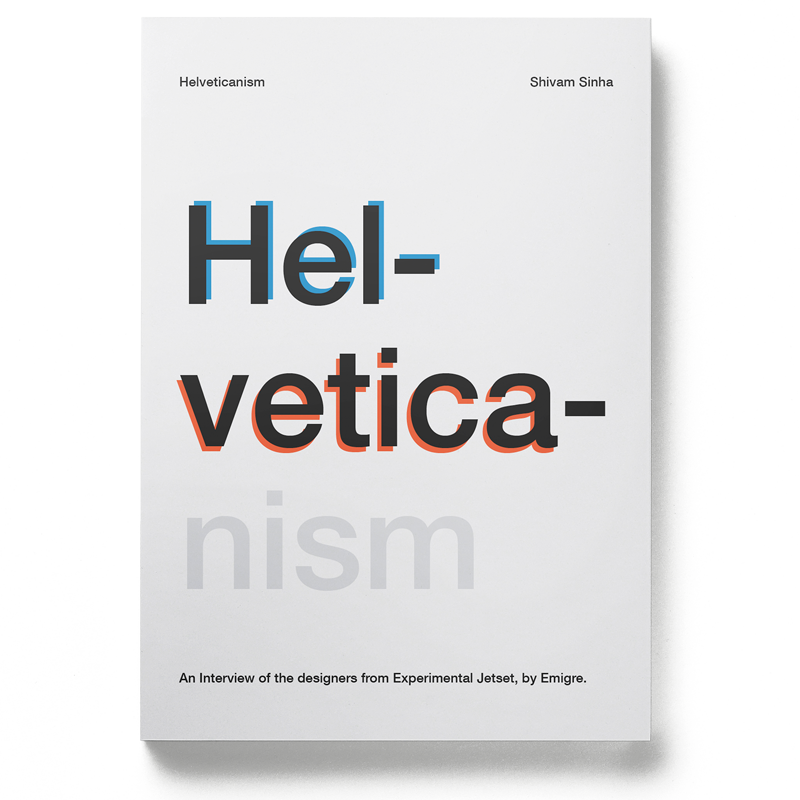 Helveticanism
Shivam Sinha
Hel-
vetica-
nism
An Interview of the designers from Experimental Jetset, by Emigre.